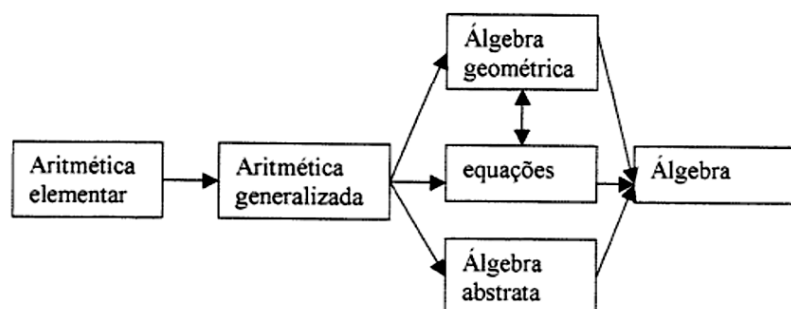 Aritmética
elementar
Aritmética
generalizada
Álgebra
geométrica
equações
Álgebra
abstrata
Álgebra